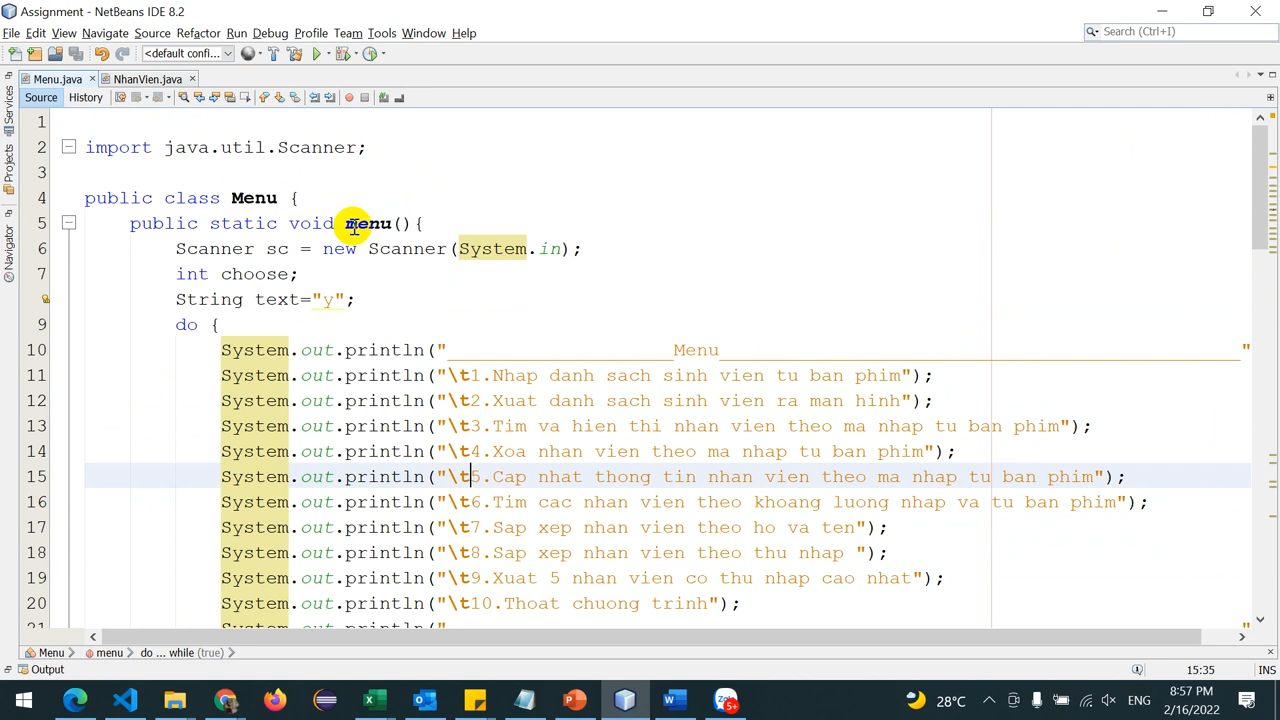 Assignment - NetBeans IDE 8.2
File Edit View Navigate Source Refactor Run Debug Profile Team Tools Window Help
Search (Ctrl+I)
<default confi...
Menu.java NhanVien.java
Source History
Services
Projects
Navigator
1
2 import java.util.Scanner;
3
4 public class Menu {
5 public static void menu(){
6 Scanner sc = new Scanner(System.in);
7 int choose;
8 String text="y";
9 do {
10 System.out.println("____________________Menu______________________________________________"
11 System.out.println("\t1.Nhap danh sach sinh vien tu ban phim");
12 System.out.println("\t2.Xuat danh sach sinh vien ra man hinh");
13 System.out.println("\t3.Tim va hien thi nhan vien theo ma nhap tu ban phim");
14 System.out.println("\t4.Xoa nhan vien theo ma nhap tu ban phim");
15 System.out.println("\t5.Cap nhat thong tin nhan vien theo ma nhap tu ban phim");
16 System.out.println("\t6.Tim cac nhan vien theo khoang luong nhap va tu ban phim");
17 System.out.println("\t7.Sap xep nhan vien theo ho va ten");
18 System.out.println("\t8.Sap xep nhan vien theo thu nhap ");
19 System.out.println("\t9.Xuat 5 nhan vien co thu nhap cao nhat");
20 System.out.println("\t10.Thoat chuong trinh");
21 System.out.println("
Menu menu do ... while (true)
Output 15:35 INS
Zalo 5+ 28°C ENG 8:57 PM
2/16/2022